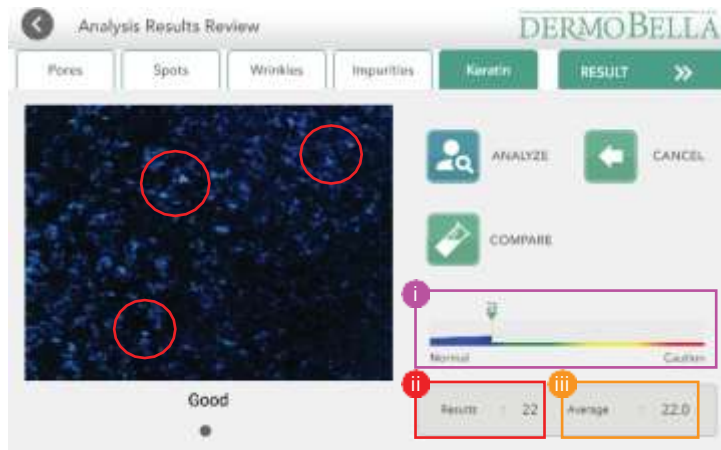 Analysis Results Review
DERMOBELLA
Pores
Spots
Wrinkles
Impurities
Keratin
RESULT »
ANALYZE
CANCEL
COMPARE
i
22
Normal
Caution
Good
ii
iii
Results : 22
Average : 22.0